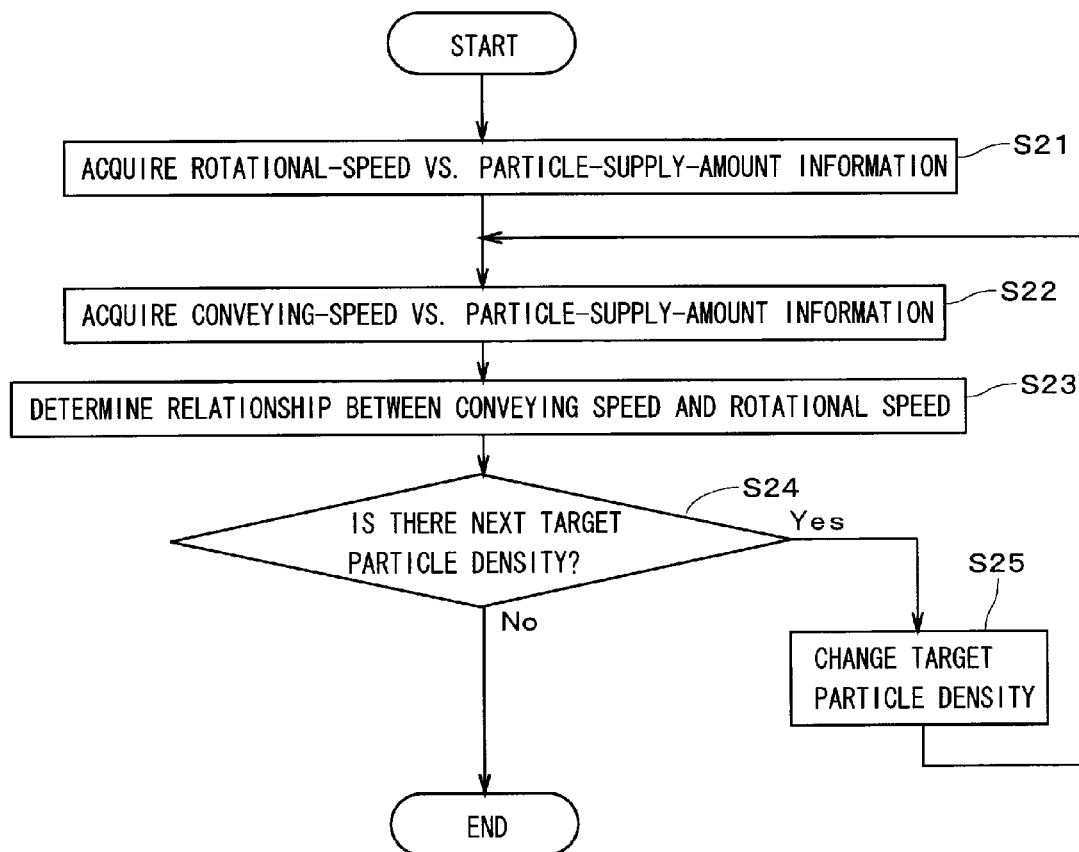 START
ACQUIRE ROTATIONAL-SPEED VS. PARTICLE-SUPPLY-AMOUNT INFORMATION
S21
ACQUIRE CONVEYING-SPEED VS. PARTICLE-SUPPLY-AMOUNT INFORMATION
S22
DETERMINE RELATIONSHIP BETWEEN CONVEYING SPEED AND ROTATIONAL SPEED
S23
IS THERE NEXT TARGET
PARTICLE DENSITY?
S24
Yes
No
S25
CHANGE TARGET
PARTICLE DENSITY
END